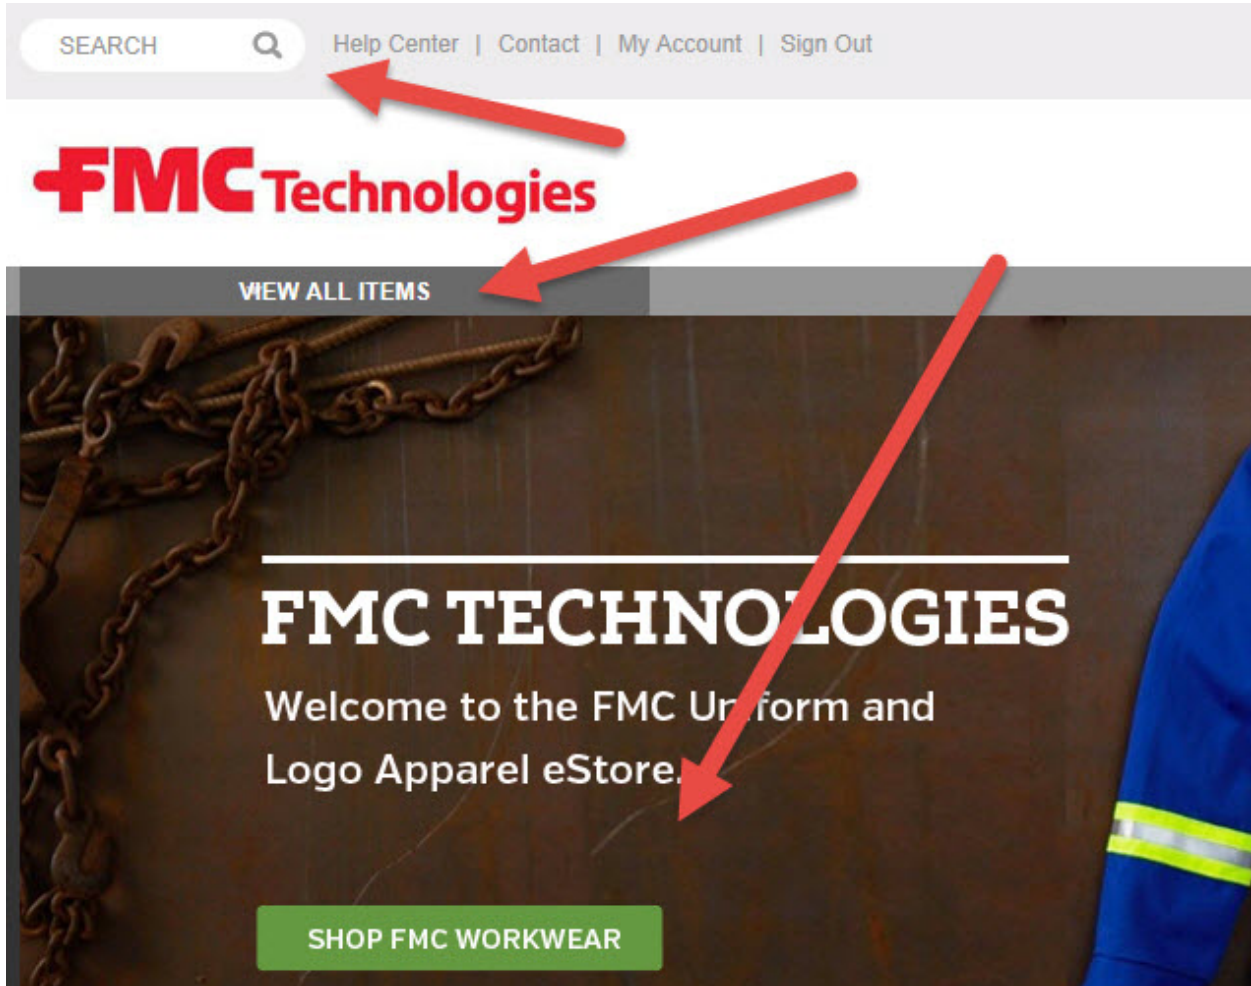 SEARCH
Help Center | Contact | My Account | Sign Out
FMC Technologies
VIEW ALL ITEMS
FMC TECHNOLOGIES
Welcome to the FMC Uniform and
Logo Apparel eStore.
SHOP FMC WORKWEAR